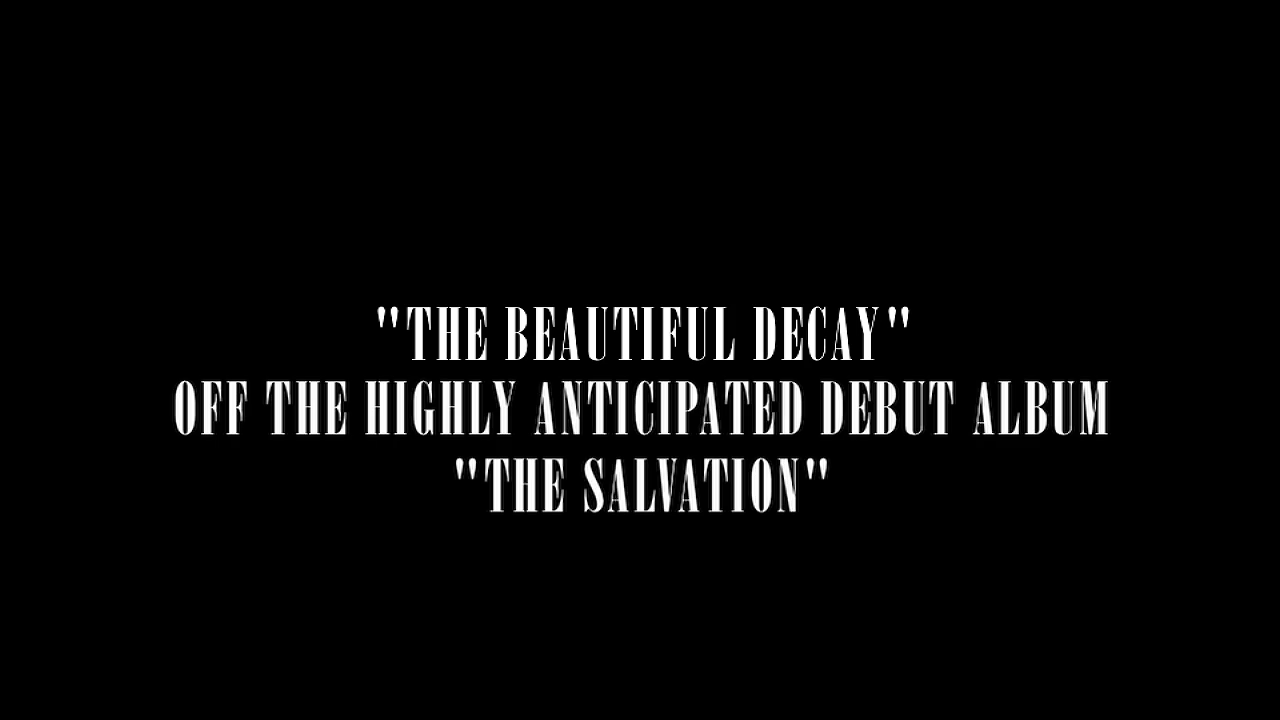 "THE BEAUTIFUL DECAY"
OFF THE HIGHLY ANTICIPATED DEBUT ALBUM
"THE SALVATION"